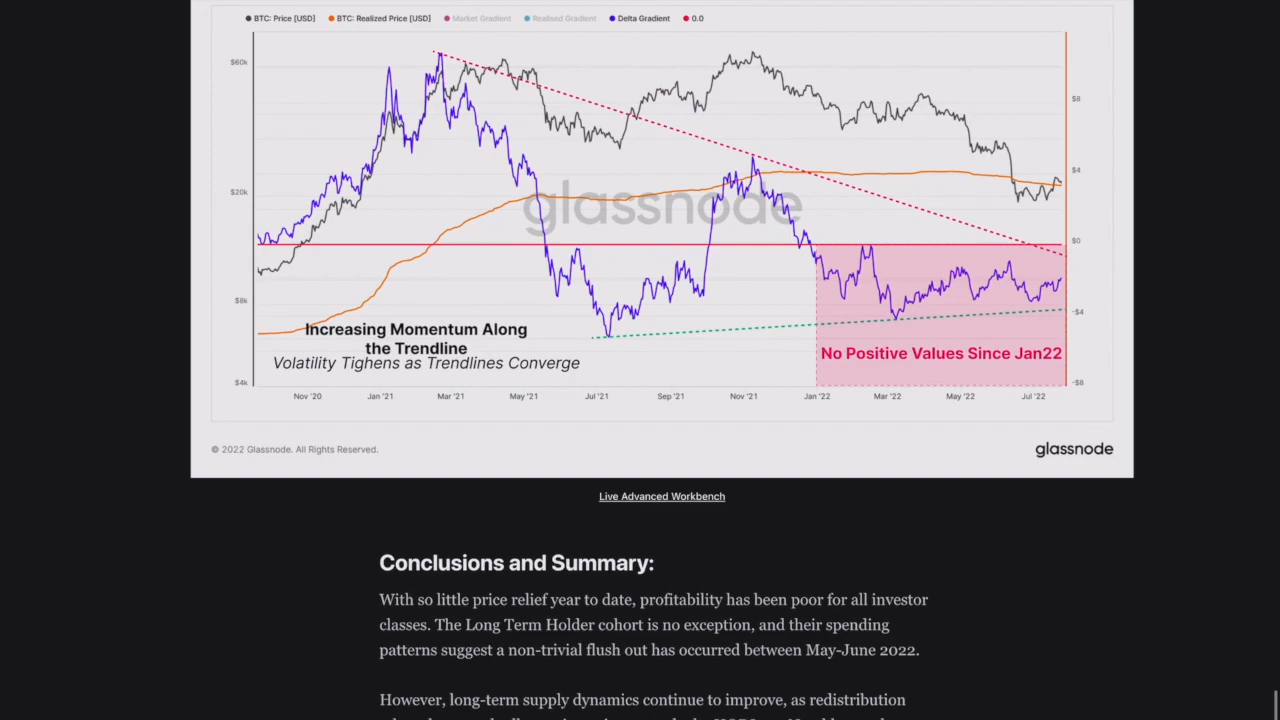 BTC: Price [USD] BTC: Realized Price [USD] Market Gradient Realised Gradient Delta Gradient 0.0
$60k
$8
$4
$20k
glassnode
$0
$8k
-$4
Increasing Momentum Along
the Trendline
No Positive Values Since Jan22
Volatility Tighens as Trendlines Converge
$4k
-$8
Nov '20 Jan '21 Mar '21 May '21 Jul '21 Sep '21 Nov '21 Jan '22 Mar '22 May '22 Jul '22
© 2022 Glassnode. All Rights Reserved.
glassnode
Live Advanced Workbench
Conclusions and Summary:
With so little price relief year to date, profitability has been poor for all investor
classes. The Long Term Holder cohort is no exception, and their spending
patterns suggest a non-trivial flush out has occurred between May-June 2022.
However, long-term supply dynamics continue to improve, as redistribution